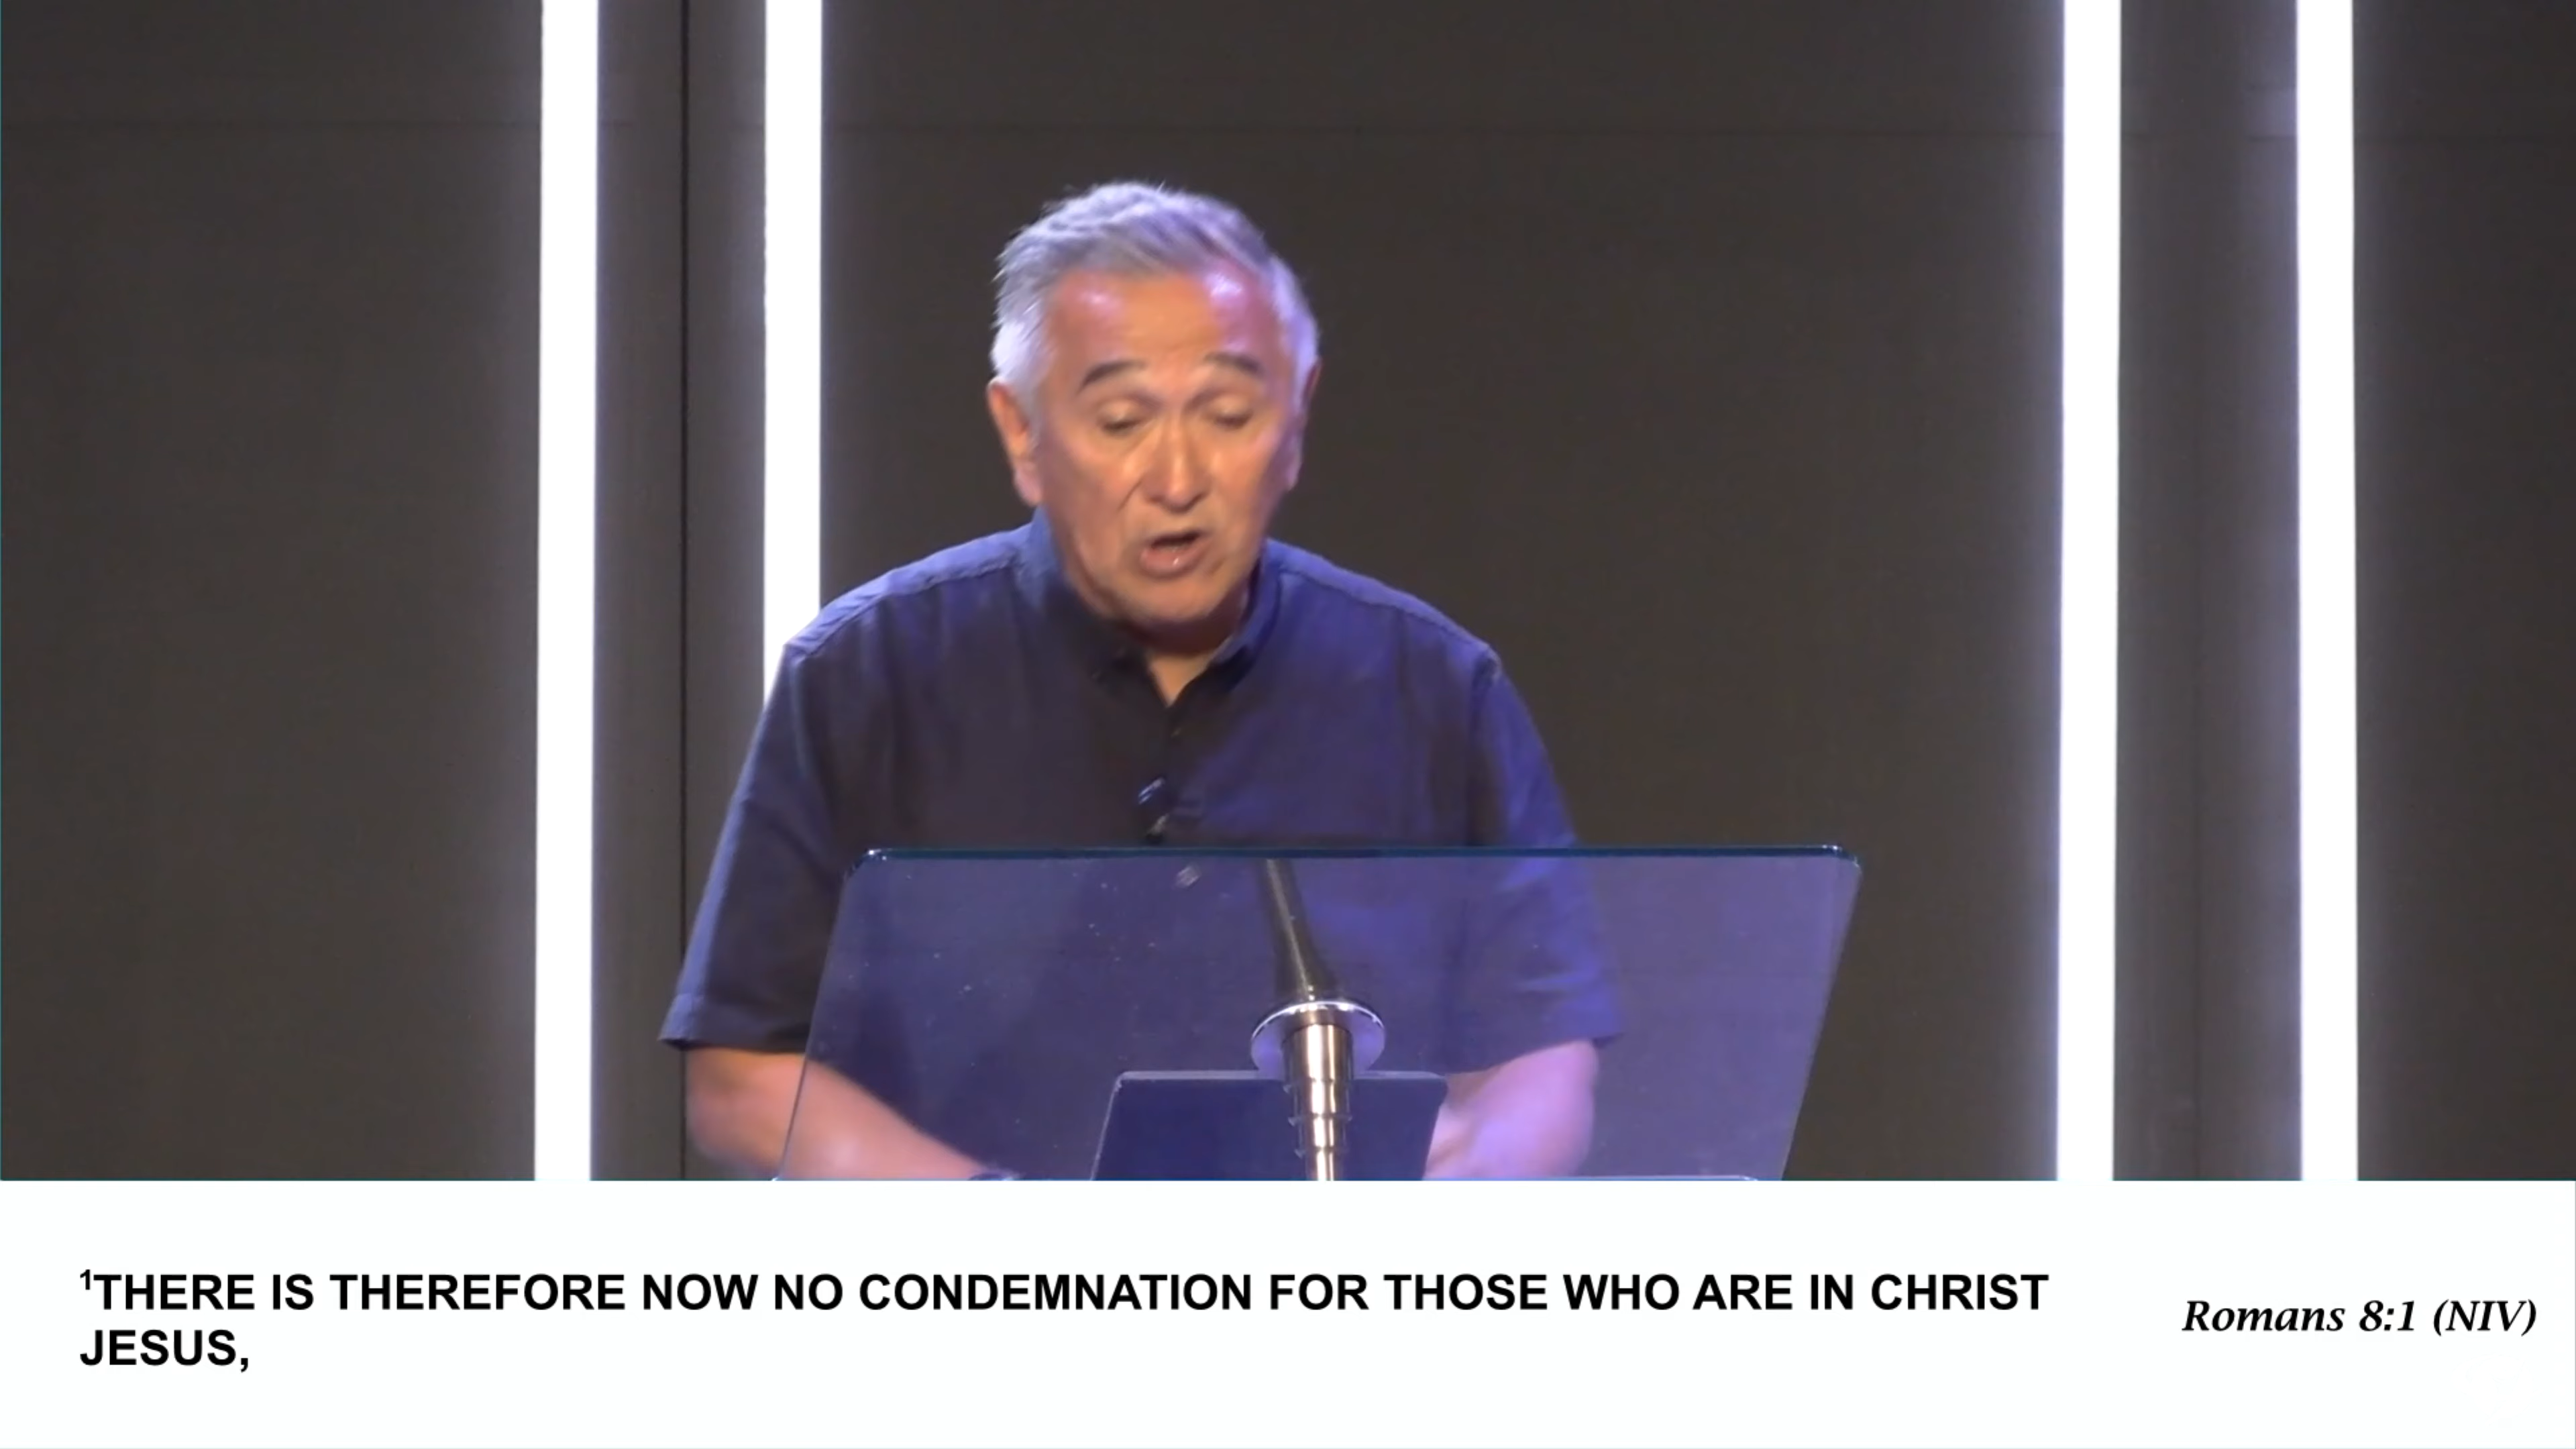 ¹THERE IS THEREFORE NOW NO CONDEMNATION FOR THOSE WHO ARE IN CHRIST
JESUS,
Romans 8:1 (NIV)